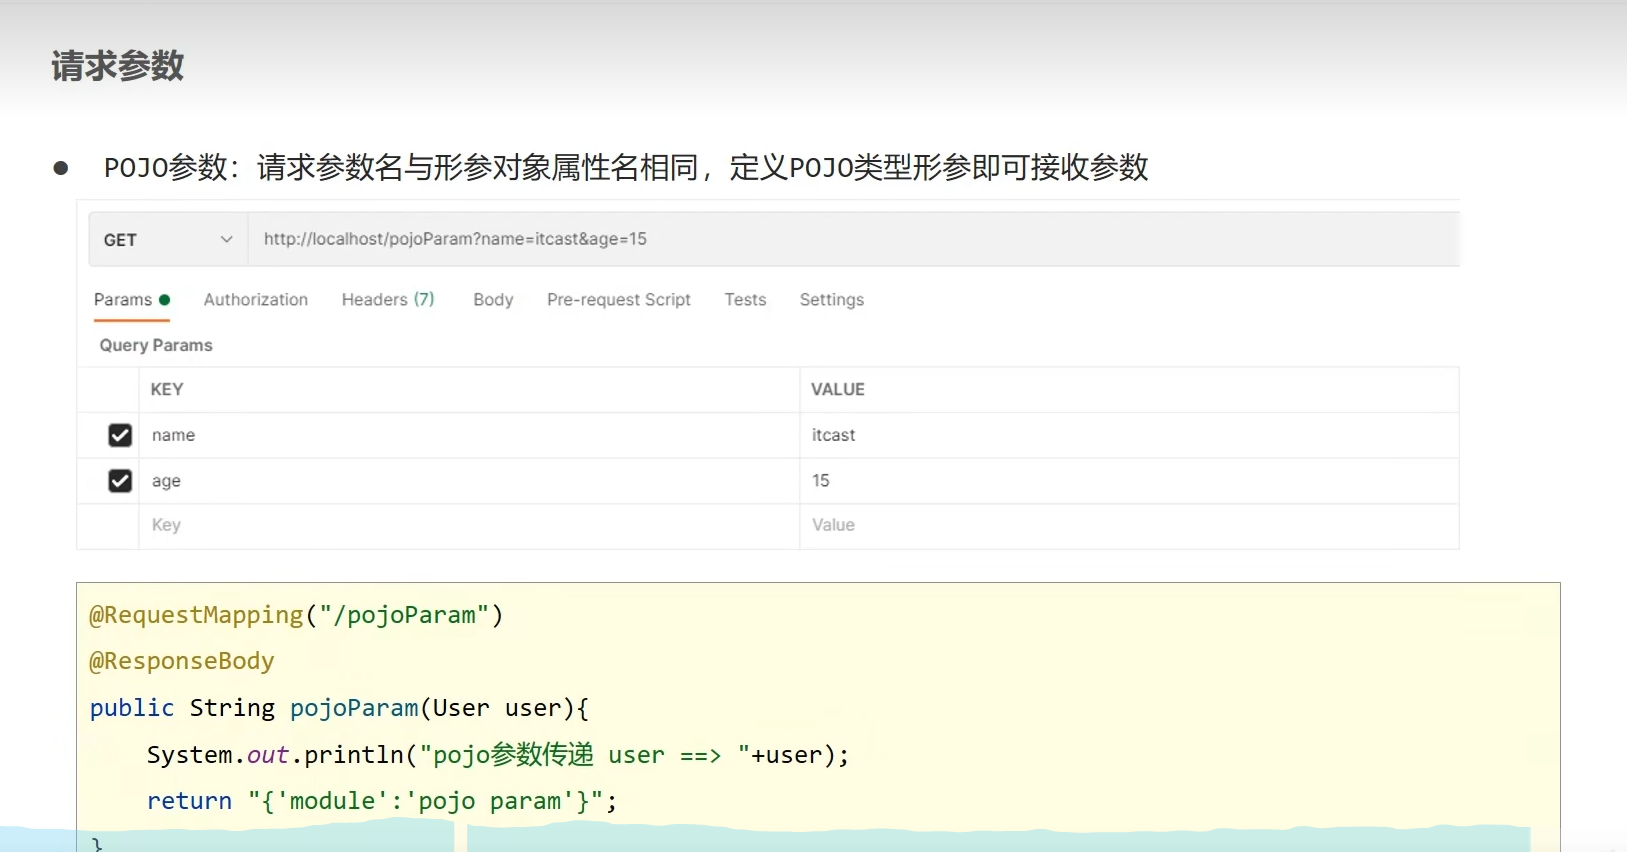 请求参数
● POJO参数：请求参数名与形参对象属性名相同，定义POJO类型形参即可接收参数
GET http://localhost/pojoParam?name=itcast&age=15
Params Authorization Headers (7) Body Pre-request Script Tests Settings
Query Params
KEY VALUE
name itcast
age 15
Key Value
@RequestMapping("/pojoParam")
@ResponseBody
public String pojoParam(User user){
    System.out.println("pojo参数传递 user ==> "+user);
    return "{'module':'pojo param'}";
}